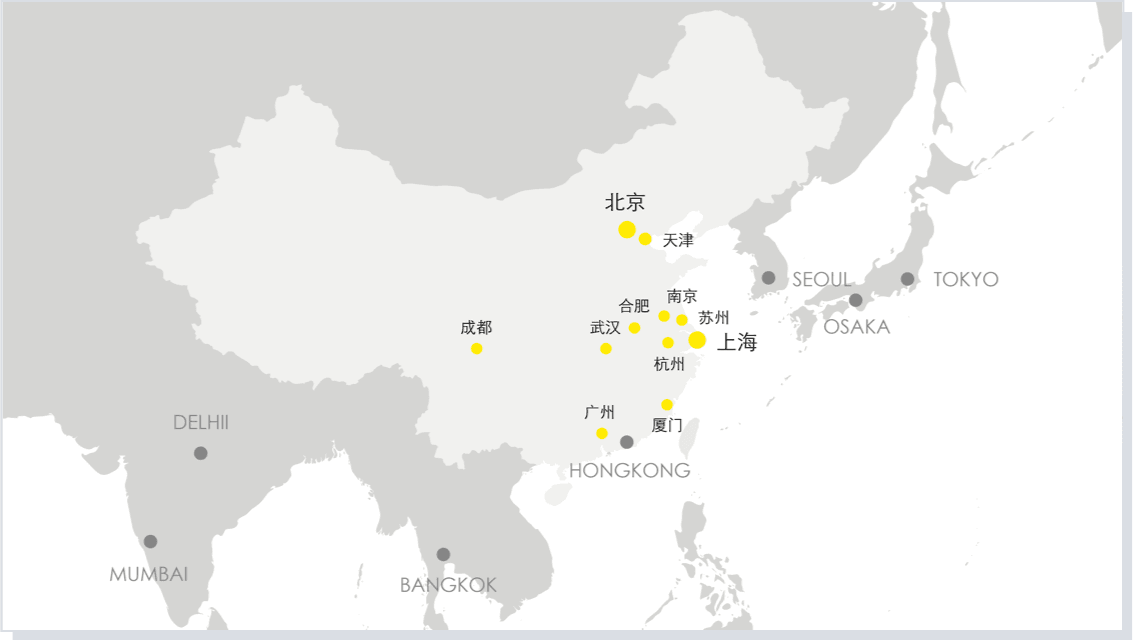 北京
天津
SEOUL
TOKYO
南京
合肥
苏州
武汉
成都
OSAKA
上海
杭州
广州
厦门
DELHII
HONGKONG
MUMBAI
BANGKOK